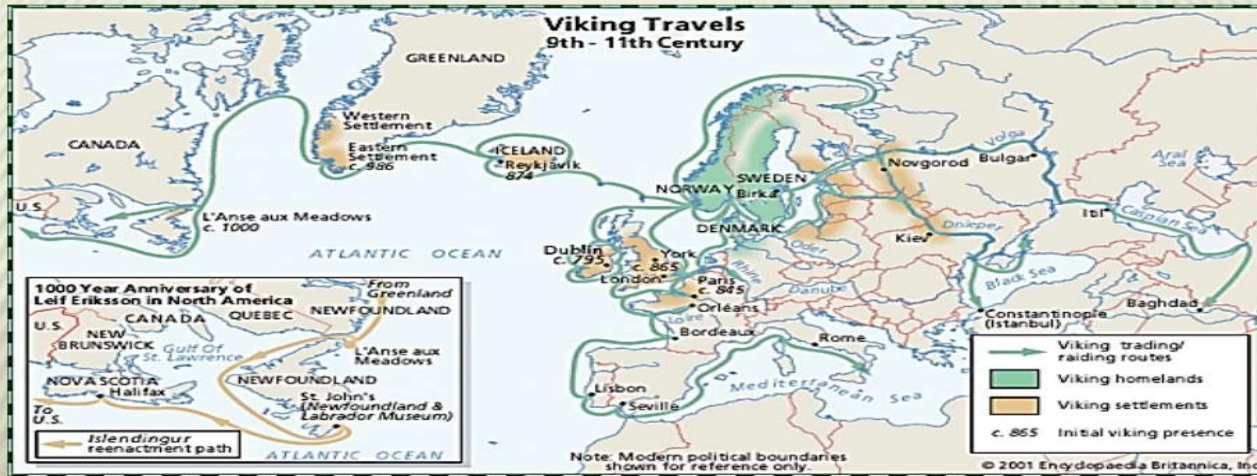 Viking Travels
9th - 11th Century
GREENLAND
Western
Settlement
Eastern
Settlement
c. 986
CANADA
ICELAND
Reykjavik
874
U.S.
L'Anse aux Meadows
c. 1000
ATLANTIC OCEAN
NORWAY
SWEDEN
Birka
DENMARK
Novgorod
Volga
Bulgar
Aral
Sea
Itil
Caspian Sea
Kiev
Dnieper
Oder
Rhine
Danube
Dublin
c. 795
York
c. 865
London
Paris
c. 845
Orléans
Loire
Bordeaux
Rome
Black Sea
Constantinople
(Istanbul)
Baghdad
Lisbon
Seville
Mediterranean Sea
1000 Year Anniversary of
Leif Eriksson in North America
From
Greenland
U.S.
CANADA
QUEBEC
NEWFOUNDLAND
NEW
BRUNSWICK
Gulf Of
St. Lawrence
L'Anse aux
Meadows
NOVA SCOTIA
Halifax
NEWFOUNDLAND
St. John's
(Newfoundland &
Labrador Museum)
To
U.S.
Islendingur
reenactment path
ATLANTIC OCEAN
Note: Modern political boundaries
shown for reference only.
Viking trading/
raiding routes
Viking homelands
Viking settlements
c. 865 Initial viking presence
© 2001 Encyclopaedia Britannica,